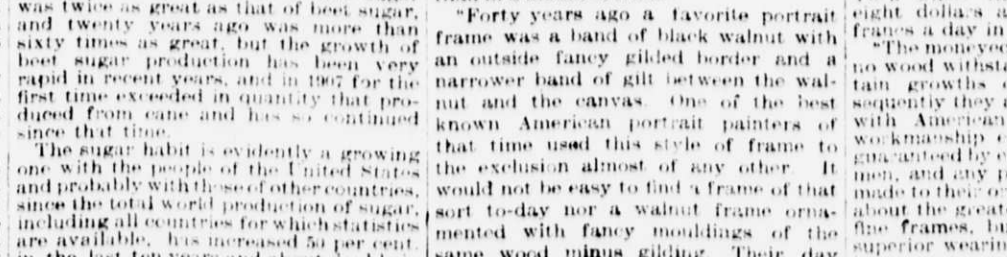 was twice as great as that of beet sugar,
and twenty years ago was more than
sixty times as great, but the growth of
beet sugar production has been very
rapid in recent years, and in 1907 for the
first time exceeded in quantity that pro-
duced from cane and has so continued
since that time.
The sugar habit is evidently a growing
one with the people of the United States
and probably with those of other countries,
since the total world production of sugar,
including all countries for which statistics
are available, has increased 50 per cent.
in the last ten years and
"Forty years ago a favorite portrait
frame was a band of black walnut with
an outside fancy gilded border and a
narrower band of gilt between the wal-
nut and the canvas. One of the best
known American portrait painters of
that time used this style of frame to
the exclusion almost of any other. It
would not be easy to find a frame of that
sort to-day nor a walnut frame orna-
mented with fancy mouldings of the
same wood minus gilding. Their day
eight dollars a
francs a day in
"The moneyed
no wood withsta
tain growths
sequently they
with American
workmanship
guaranteed by
men, and any p
made to their o
about the great
fine frames, bu
superior wearin